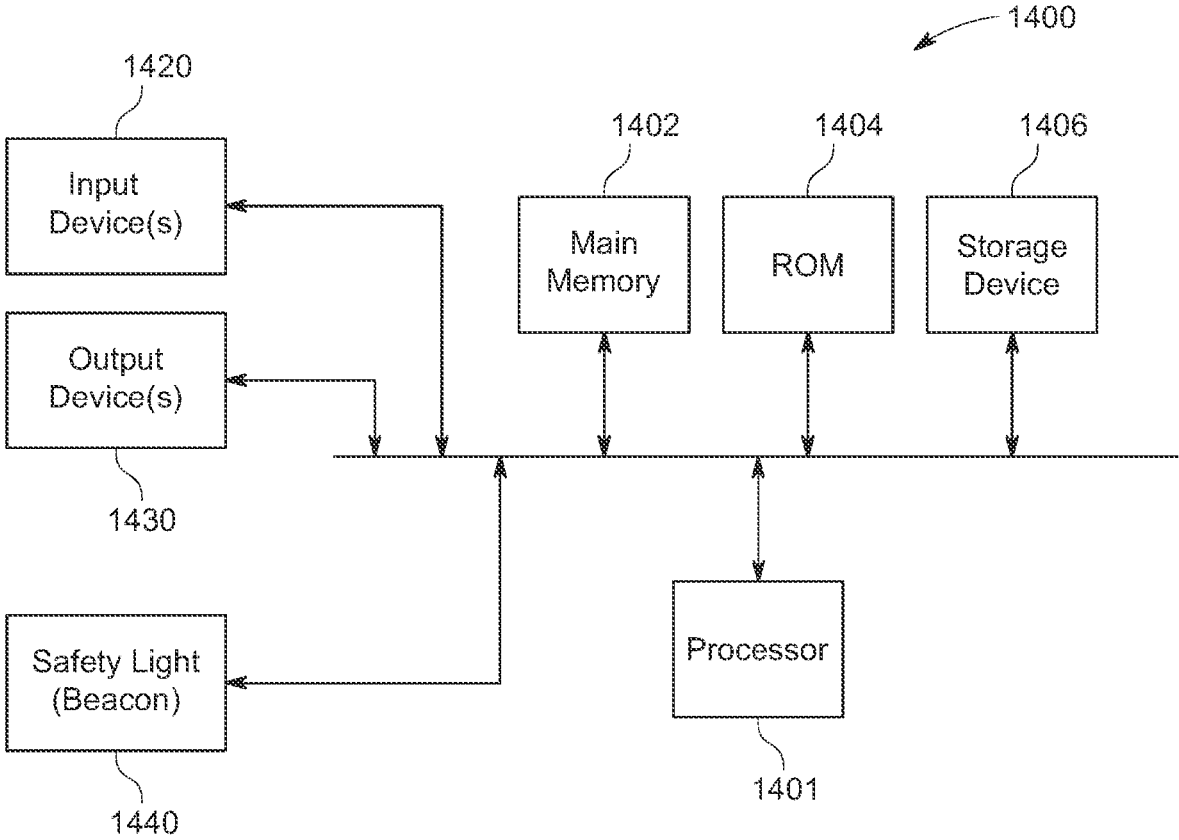 1400
1420
Input
Device(s)
1402
Main
Memory
1404
ROM
1406
Storage
Device
Output
Device(s)
1430
Safety Light
(Beacon)
1440
Processor
1401